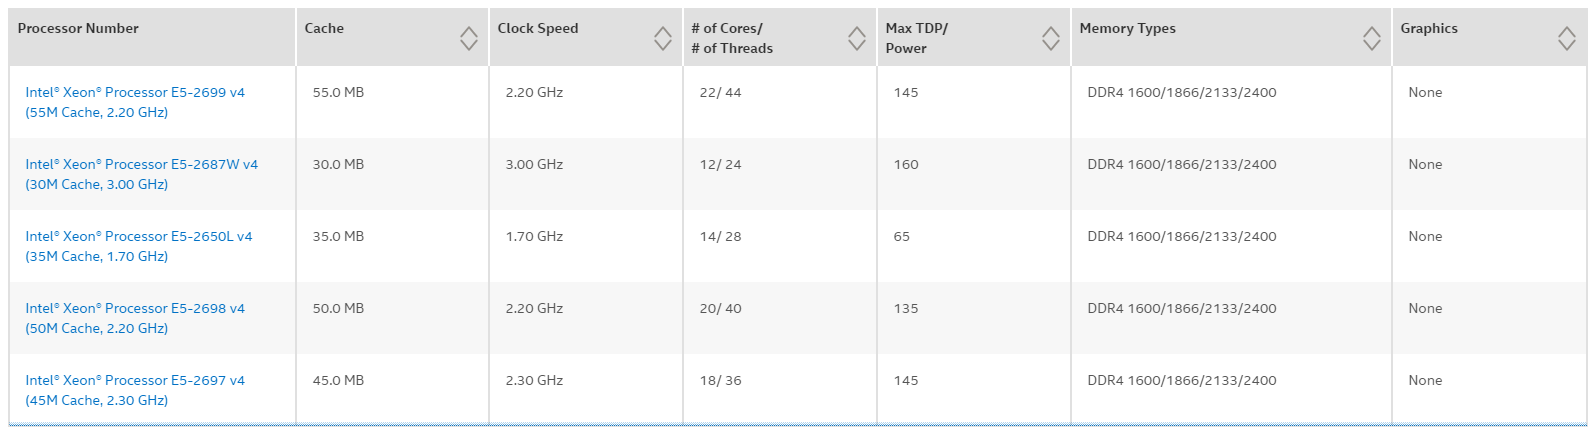 Processor Number Cache Clock Speed # of Cores/ Max TDP/ Memory Types Graphics
# of Threads Power
Intel® Xeon® Processor E5-2699 v4 55.0 MB 2.20 GHz 22/ 44 145 DDR4 1600/1866/2133/2400 None
(55M Cache, 2.20 GHz)
Intel® Xeon® Processor E5-2687W v4 30.0 MB 3.00 GHz 12/ 24 160 DDR4 1600/1866/2133/2400 None
(30M Cache, 3.00 GHz)
Intel® Xeon® Processor E5-2650L v4 35.0 MB 1.70 GHz 14/ 28 65 DDR4 1600/1866/2133/2400 None
(35M Cache, 1.70 GHz)
Intel® Xeon® Processor E5-2698 v4 50.0 MB 2.20 GHz 20/ 40 135 DDR4 1600/1866/2133/2400 None
(50M Cache, 2.20 GHz)
Intel® Xeon® Processor E5-2697 v4 45.0 MB 2.30 GHz 18/ 36 145 DDR4 1600/1866/2133/2400 None
(45M Cache, 2.30 GHz)